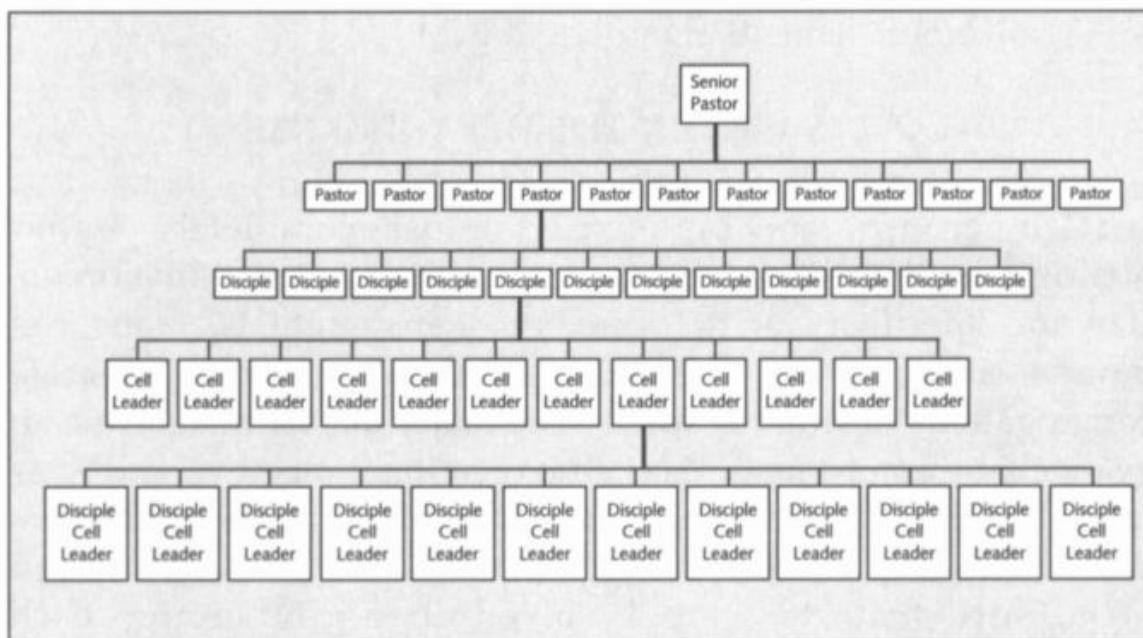 Senior
Pastor
Pastor Pastor Pastor Pastor Pastor Pastor Pastor Pastor Pastor Pastor Pastor Pastor
Disciple Disciple Disciple Disciple Disciple Disciple Disciple Disciple Disciple Disciple Disciple Disciple
Cell Cell Cell Cell Cell Cell Cell Cell Cell Cell Cell Cell
Leader Leader Leader Leader Leader Leader Leader Leader Leader Leader Leader Leader
Disciple Disciple Disciple Disciple Disciple Disciple Disciple Disciple Disciple Disciple Disciple Disciple
Cell Cell Cell Cell Cell Cell Cell Cell Cell Cell Cell Cell
Leader Leader Leader Leader Leader Leader Leader Leader Leader Leader Leader Leader